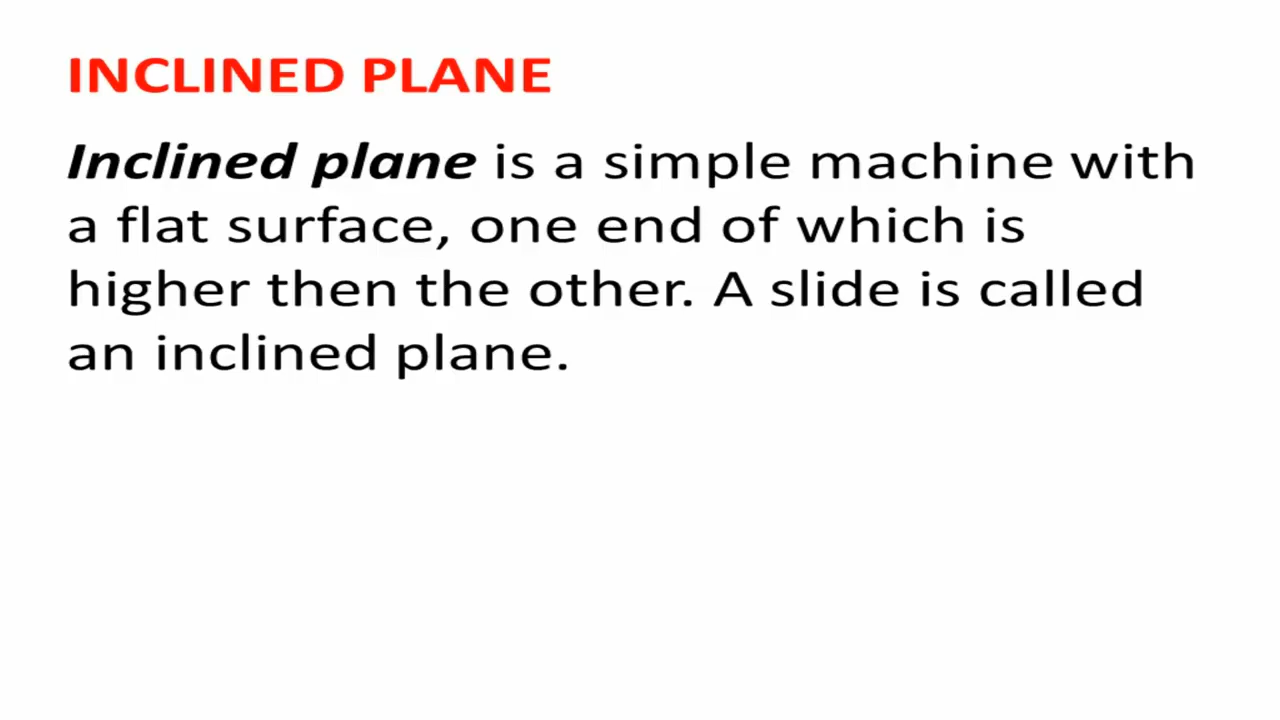 INCLINED PLANE
Inclined plane is a simple machine with
a flat surface, one end of which is
higher then the other. A slide is called
an inclined plane.